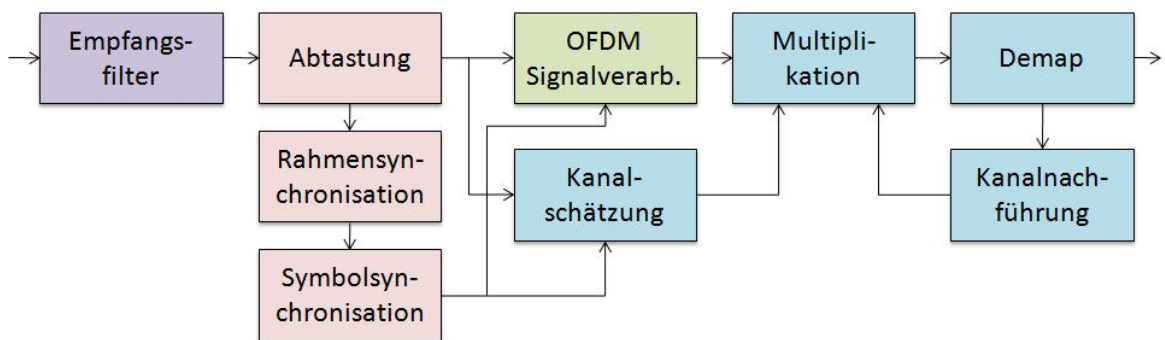 Empfangs-
filter
Abtastung
OFDM
Signalverarb.
Multipli-
kation
Demap
Rahmensyn-
chronisation
Kanal-
schätzung
Kanalnach-
führung
Symbolsyn-
chronisation